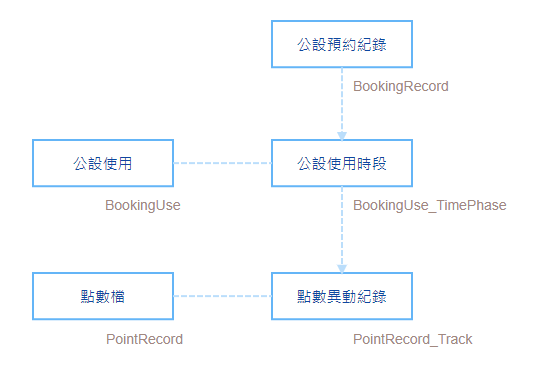 公設預約紀錄
BookingRecord
公設使用
公設使用時段
BookingUse
BookingUse_TimePhase
點數檔
點數異動紀錄
PointRecord
PointRecord_Track